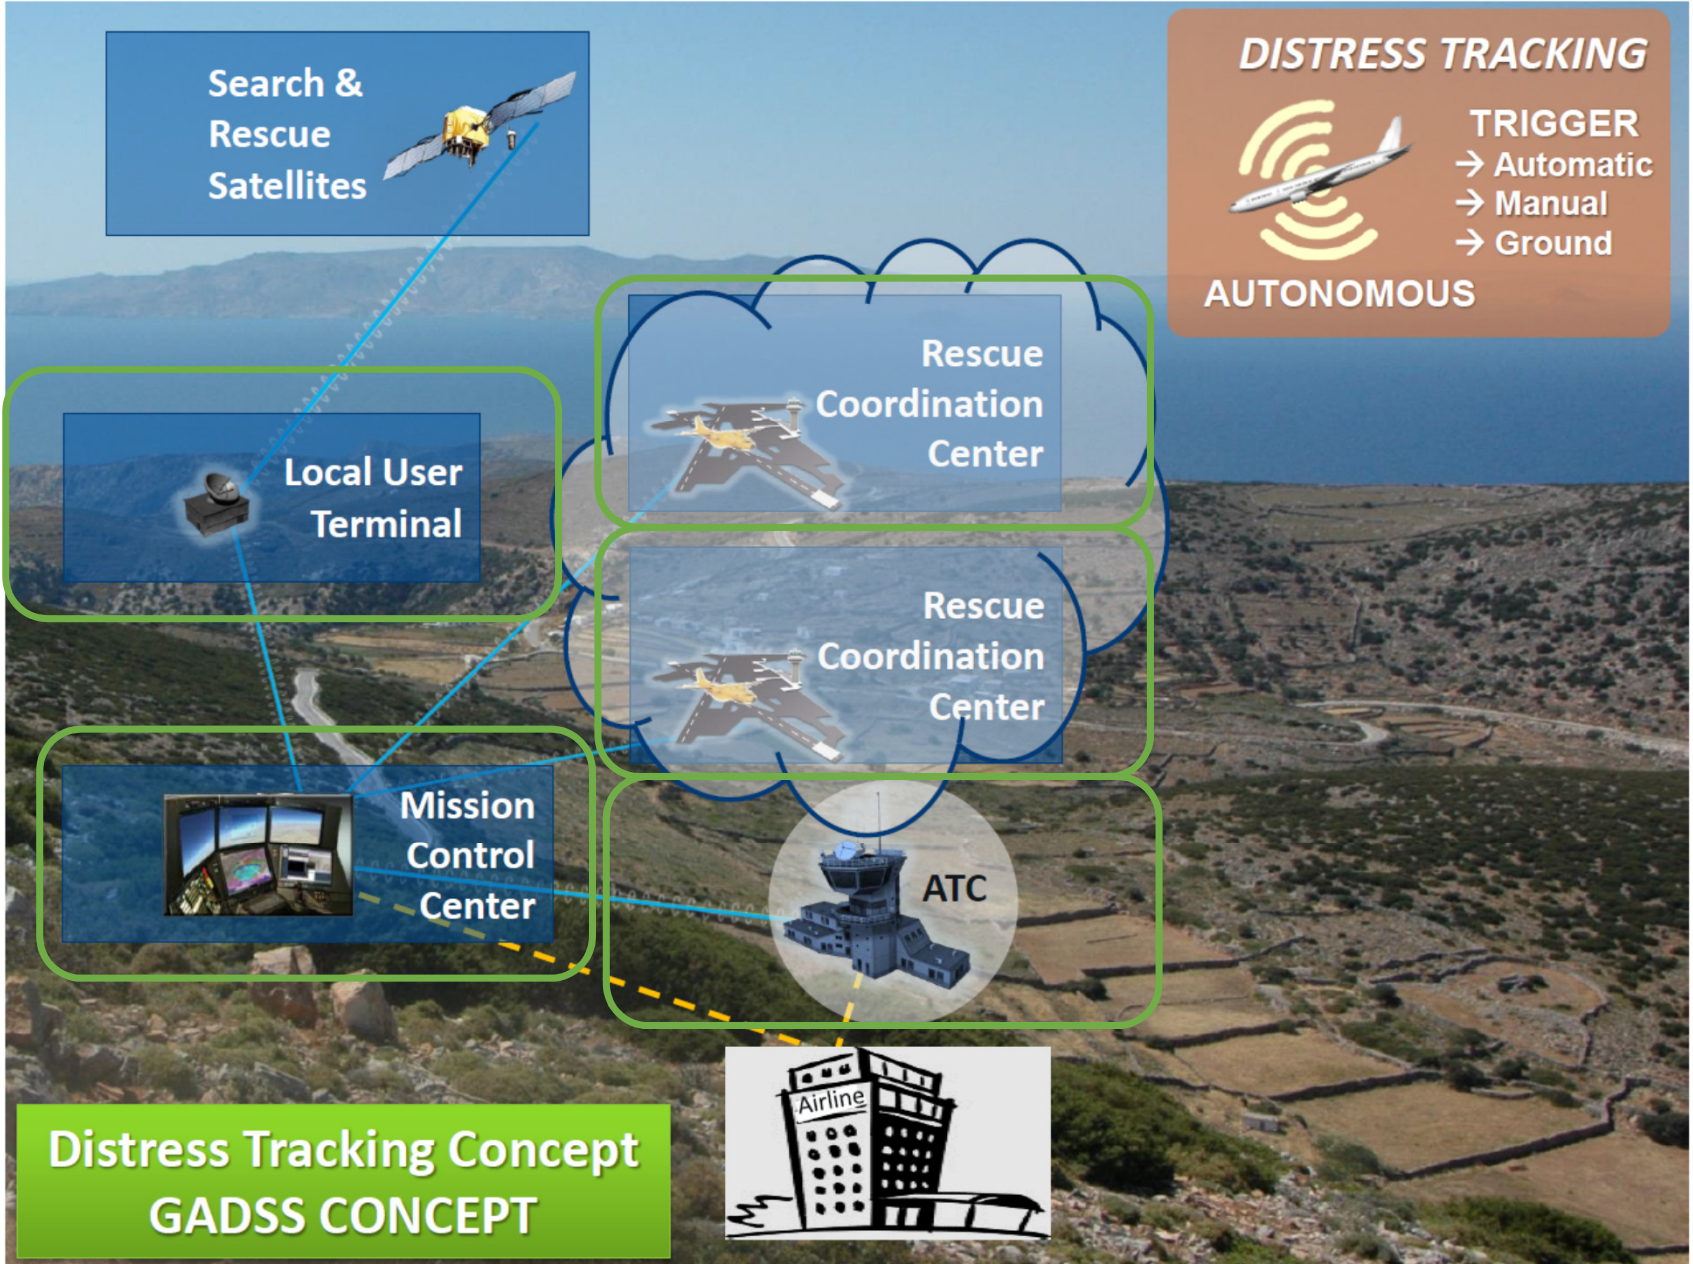 Search &
Rescue
Satellites
DISTRESS TRACKING
TRIGGER
→ Automatic
→ Manual
→ Ground
AUTONOMOUS
Rescue
Coordination
Center
Local User
Terminal
Rescue
Coordination
Center
Mission
Control
Center
ATC
Airline
Distress Tracking Concept
GADSS CONCEPT